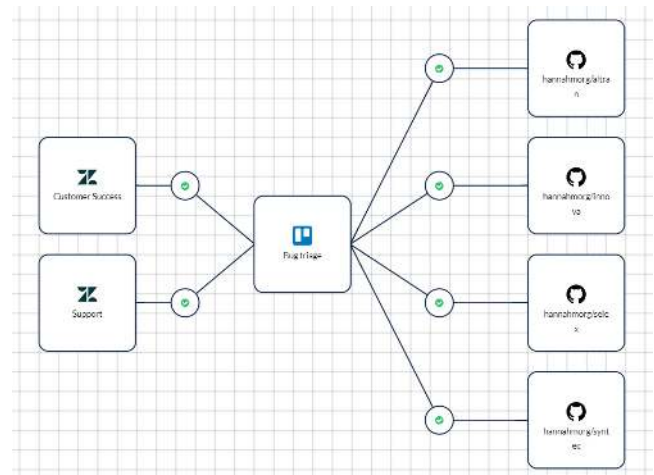 Customer Success
Support
Bug triage
hannahmorg/altra
n
hannahmorg/inno
va
hannahmorg/sele
x
hannahmorg/synt
ec